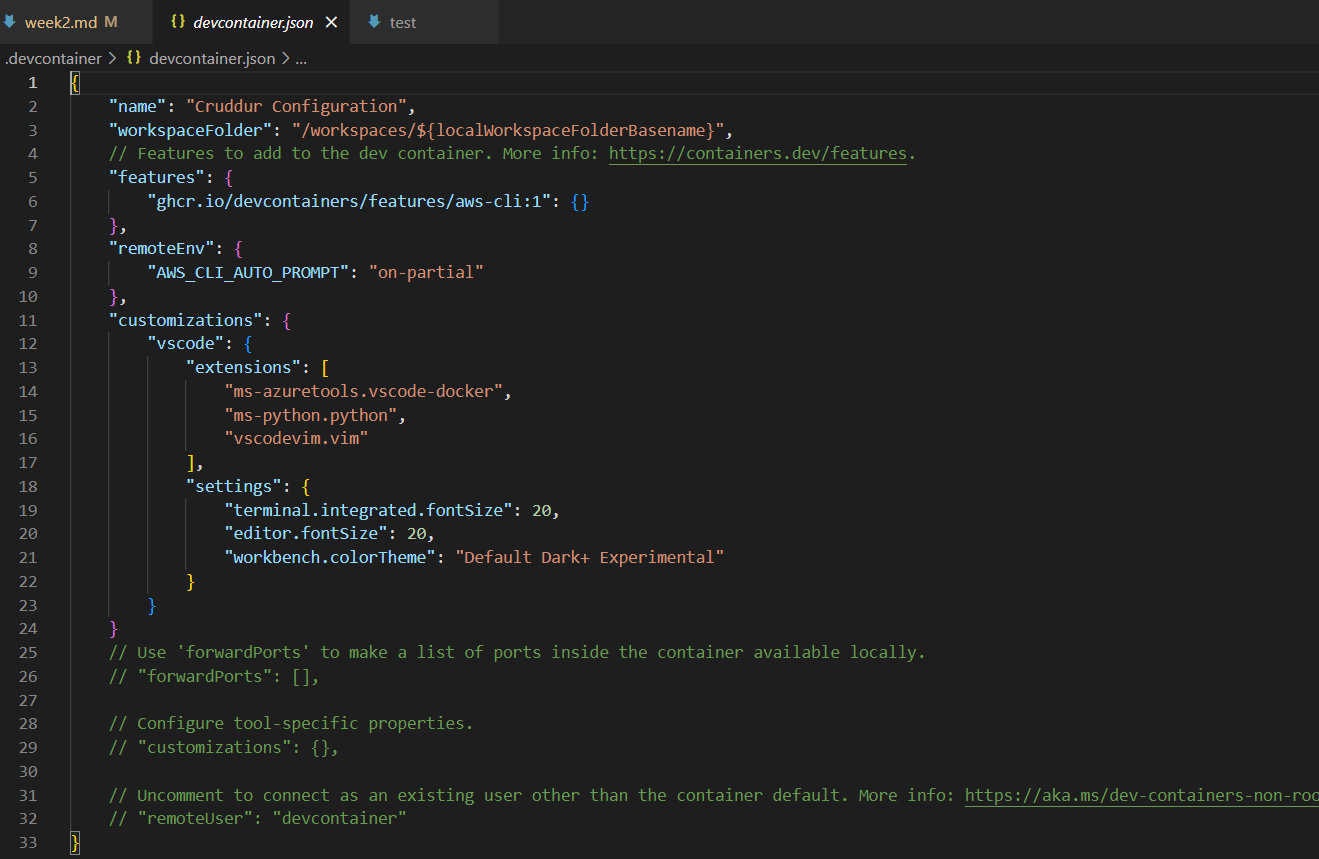 week2.md M {} devcontainer.json × test
.devcontainer > {} devcontainer.json > ...
1 {
2     "name": "Cruddur Configuration",
3     "workspaceFolder": "/workspaces/${localWorkspaceFolderBasename}",
4     // Features to add to the dev container. More info: https://containers.dev/features.
5     "features": {
6         "ghcr.io/devcontainers/features/aws-cli:1": {}
7     },
8     "remoteEnv": {
9         "AWS_CLI_AUTO_PROMPT": "on-partial"
10     },
11     "customizations": {
12         "vscode": {
13             "extensions": [
14                 "ms-azuretools.vscode-docker",
15                 "ms-python.python",
16                 "vscodevim.vim"
17             ],
18             "settings": {
19                 "terminal.integrated.fontSize": 20,
20                 "editor.fontSize": 20,
21                 "workbench.colorTheme": "Default Dark+ Experimental"
22             }
23         }
24     }
25     // Use 'forwardPorts' to make a list of ports inside the container available locally.
26     // "forwardPorts": [],
27
28     // Configure tool-specific properties.
29     // "customizations": {},
30
31     // Uncomment to connect as an existing user other than the container default. More info: https://aka.ms/dev-containers-non-roo
32     // "remoteUser": "devcontainer"
33 }